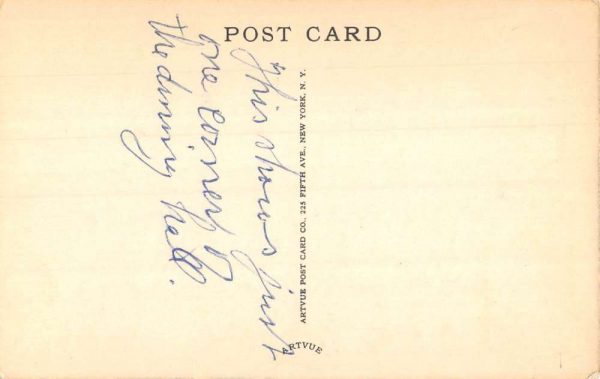 POST CARD
This shows just
one corner of
the dining hall.
ARTVUE POST CARD CO., 225 FIFTH AVE., NEW YORK, N. Y.
ARTVUE